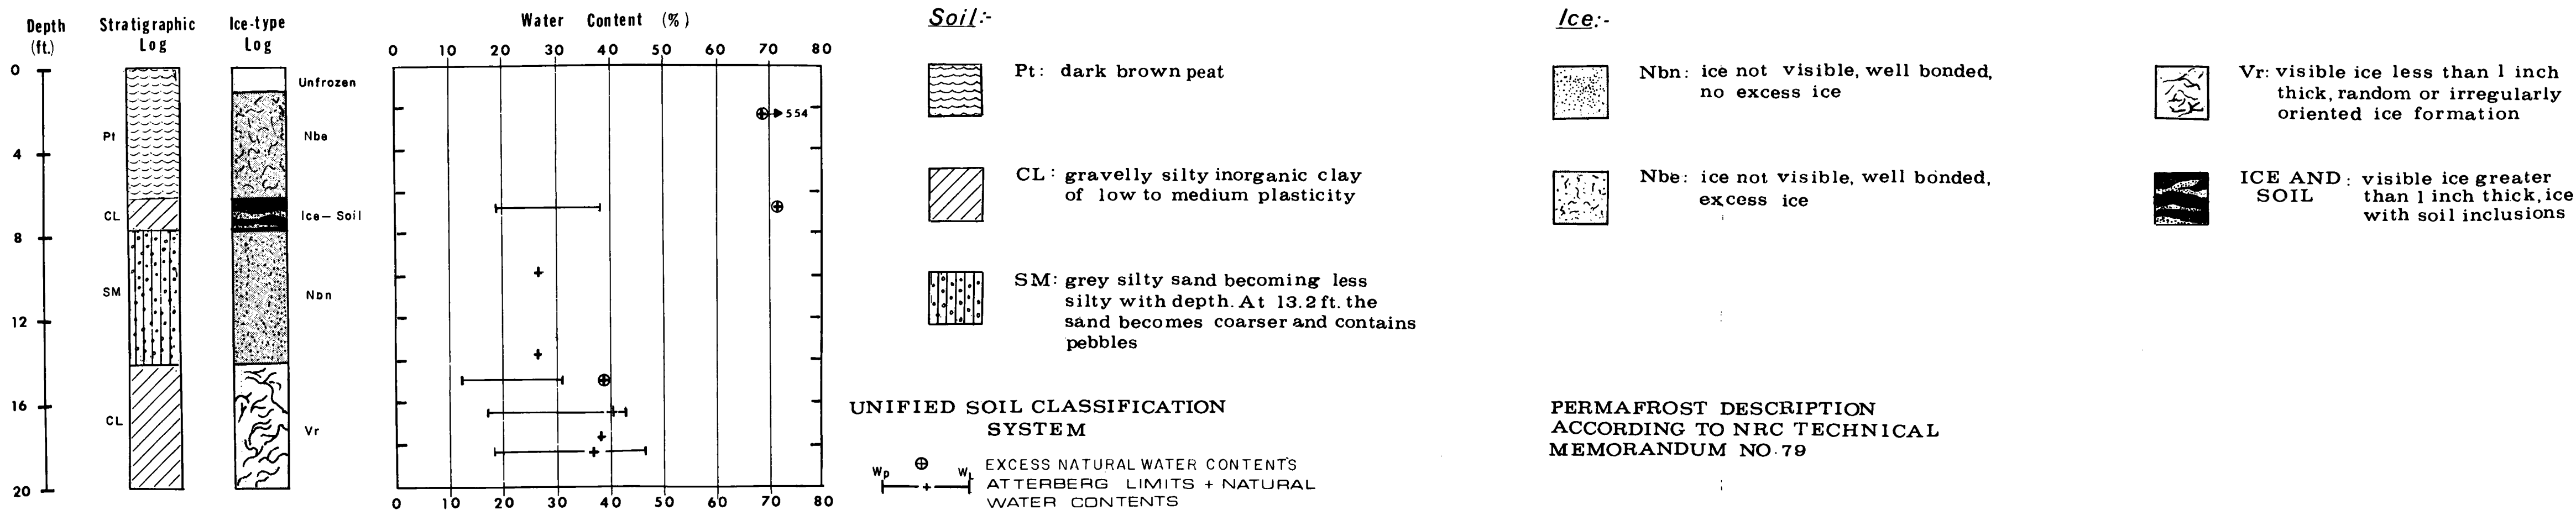 Depth
(ft.)
Stratigraphic
Log
Ice-type
Log
Water Content (%)
0 10 20 30 40 50 60 70 80
0
4
8
12
16
20
Pt
CL
SM
CL
Unfrozen
Nbe
Ice-Soil
Nbn
Vr
554
0 10 20 30 40 50 60 70 80
Soil:-
Pt: dark brown peat
CL: gravelly silty inorganic clay
of low to medium plasticity
SM: grey silty sand becoming less
silty with depth. At 13.2 ft. the
sand becomes coarser and contains
pebbles
UNIFIED SOIL CLASSIFICATION
SYSTEM
EXCESS NATURAL WATER CONTENTS
Wp WL
ATTERBERG LIMITS + NATURAL
WATER CONTENTS
Ice:-
Nbn: ice not visible, well bonded,
no excess ice
Nbe: ice not visible, well bonded,
excess ice
PERMAFROST DESCRIPTION
ACCORDING TO NRC TECHNICAL
MEMORANDUM NO. 79
Vr: visible ice less than 1 inch
thick, random or irregularly
oriented ice formation
ICE AND SOIL: visible ice greater
than 1 inch thick, ice
with soil inclusions